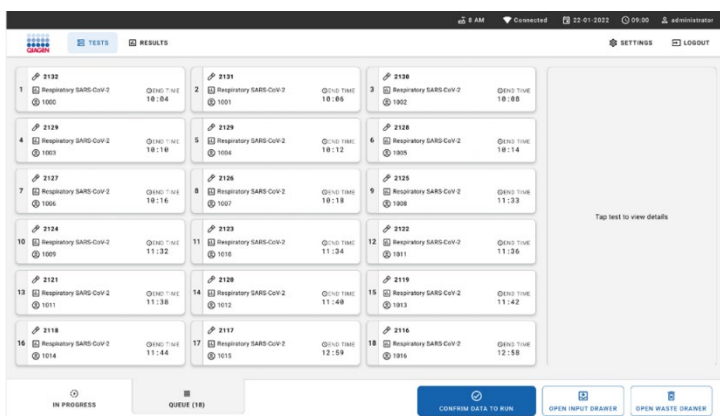 6 AM Connected 22-01-2022 09:00 administrator
QIAGEN TESTS RESULTS SETTINGS LOGOUT
2132
1 Respiratory SARS-CoV-2 END TIME
1000 10:04
2131
2 Respiratory SARS-CoV-2 END TIME
1001 10:06
2130
3 Respiratory SARS-CoV-2 END TIME
1002 10:08
2129
4 Respiratory SARS-CoV-2 END TIME
1003 10:10
2129
5 Respiratory SARS-CoV-2 END TIME
1004 10:12
2128
6 Respiratory SARS-CoV-2 END TIME
1005 10:14
2127
7 Respiratory SARS-CoV-2 END TIME
1006 10:16
2126
8 Respiratory SARS-CoV-2 END TIME
1007 10:18
2125
9 Respiratory SARS-CoV-2 END TIME
1008 11:33
2124
10 Respiratory SARS-CoV-2 END TIME
1009 11:32
2123
11 Respiratory SARS-CoV-2 END TIME
1010 11:34
2122
12 Respiratory SARS-CoV-2 END TIME
1011 11:36
2121
13 Respiratory SARS-CoV-2 END TIME
1011 11:38
2120
14 Respiratory SARS-CoV-2 END TIME
1012 11:40
2119
15 Respiratory SARS-CoV-2 END TIME
1013 11:42
2118
16 Respiratory SARS-CoV-2 END TIME
1014 11:44
2117
17 Respiratory SARS-CoV-2 END TIME
1015 12:59
2116
18 Respiratory SARS-CoV-2 END TIME
1016 12:58
Tap test to view details
IN PROGRESS
QUEUE (18)
CONFRIM DATA TO RUN
OPEN INPUT DRAWER
OPEN WASTE DRAWER